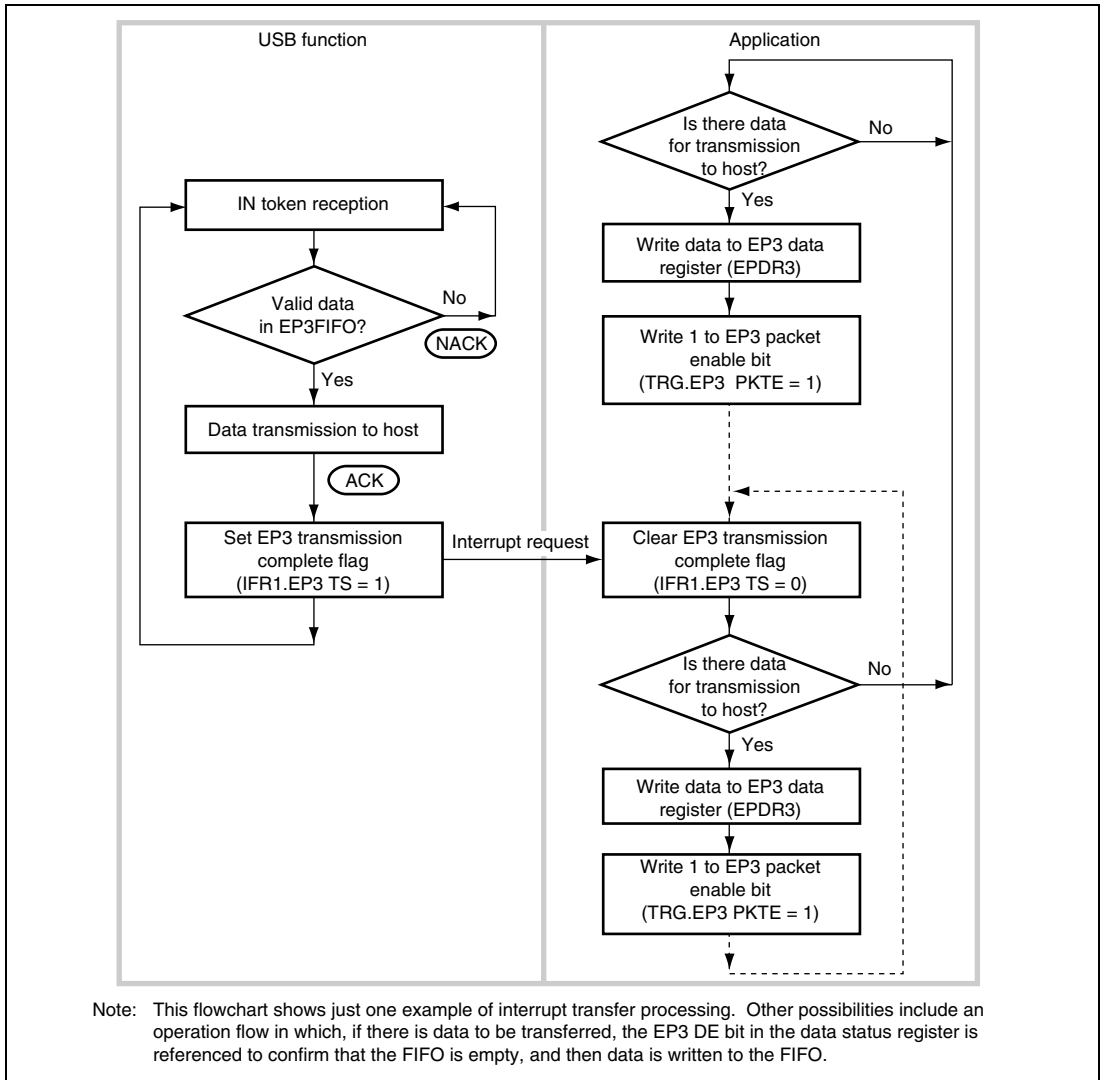 USB function
Application
Is there data
for transmission
to host?
No
Yes
IN token reception
Write data to EP3 data
register (EPDR3)
Valid data
in EP3FIFO?
No
NACK
Yes
Write 1 to EP3 packet
enable bit
(TRG.EP3 PKTE = 1)
Data transmission to host
ACK
Set EP3 transmission
complete flag
(IFR1.EP3 TS = 1)
Interrupt request
Clear EP3 transmission
complete flag
(IFR1.EP3 TS = 0)
Is there data
for transmission
to host?
No
Yes
Write data to EP3 data
register (EPDR3)
Write 1 to EP3 packet
enable bit
(TRG.EP3 PKTE = 1)
Note: This flowchart shows just one example of interrupt transfer processing. Other possibilities include an
operation flow in which, if there is data to be transferred, the EP3 DE bit in the data status register is
referenced to confirm that the FIFO is empty, and then data is written to the FIFO.